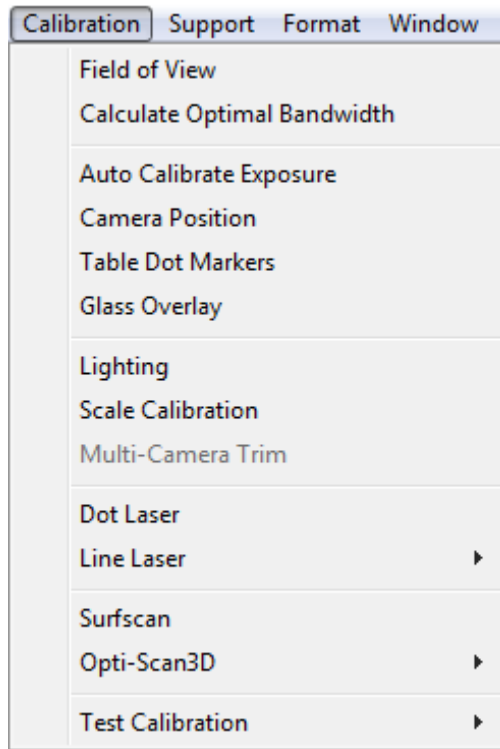 Calibration Support Format Window
Field of View
Calculate Optimal Bandwidth
Auto Calibrate Exposure
Camera Position
Table Dot Markers
Glass Overlay
Lighting
Scale Calibration
Multi-Camera Trim
Dot Laser
Line Laser
Surfscan
Opti-Scan3D
Test Calibration